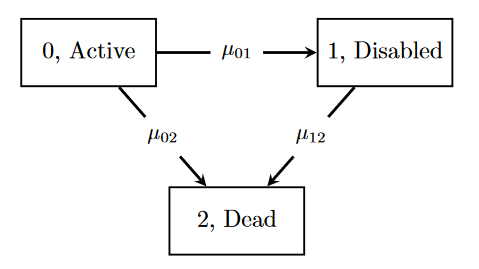 0, Active
μ01
1, Disabled
μ02
μ12
2, Dead